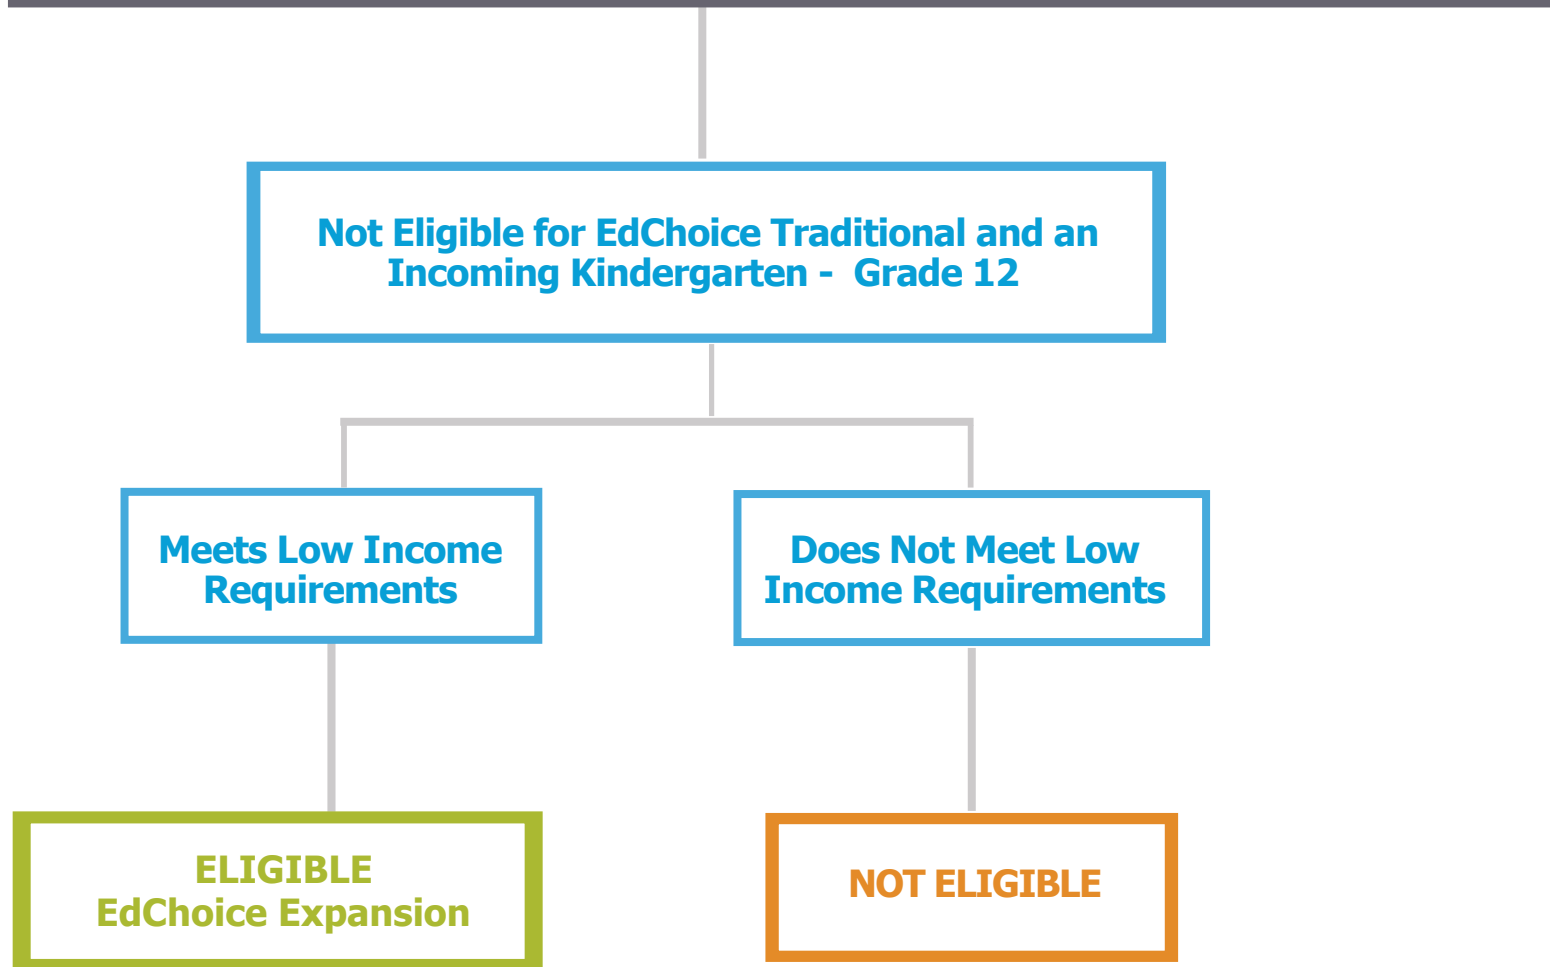 Not Eligible for EdChoice Traditional and an
Incoming Kindergarten - Grade 12
Meets Low Income
Requirements
Does Not Meet Low
Income Requirements
ELIGIBLE
EdChoice Expansion
NOT ELIGIBLE